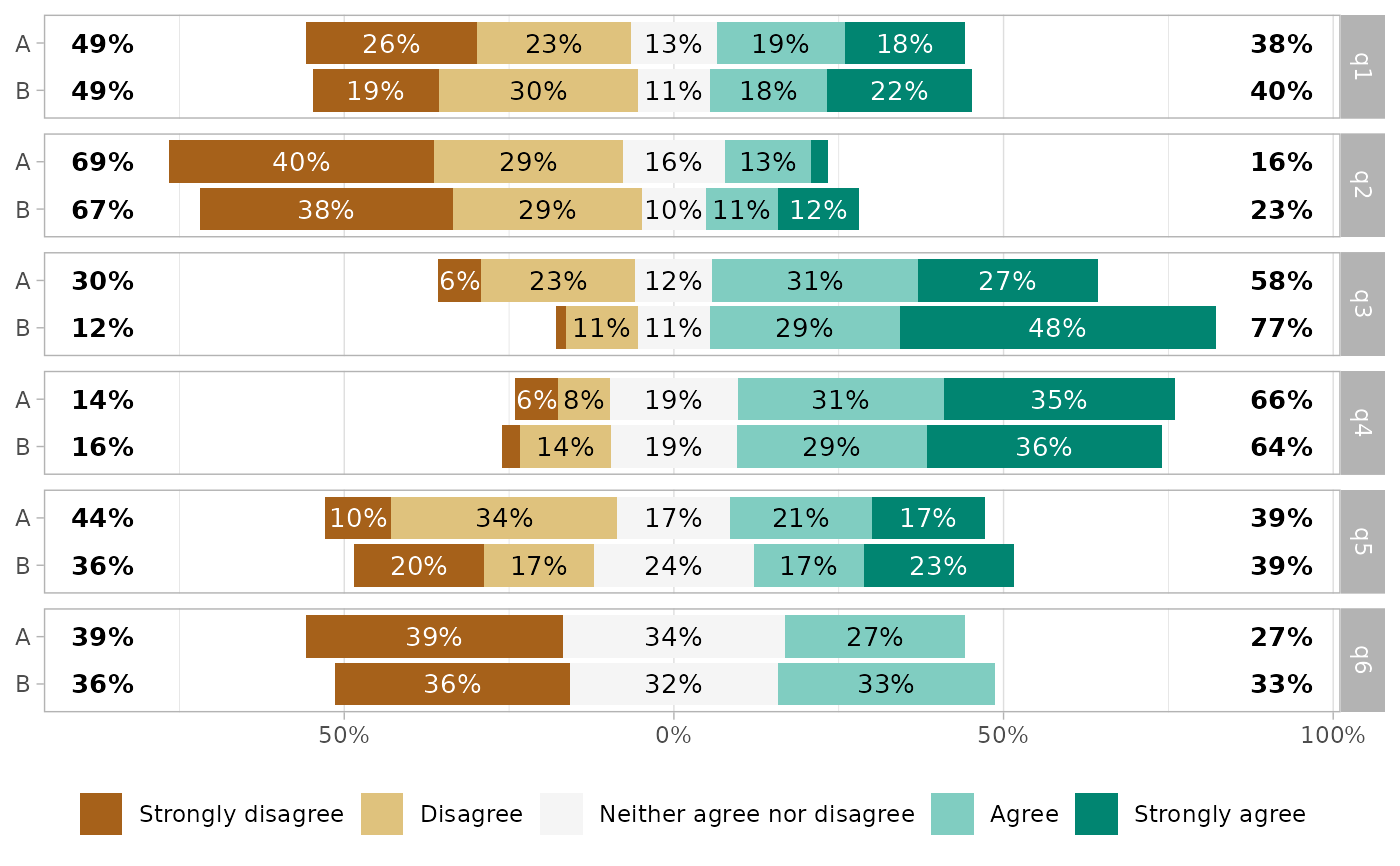 A 49% 26% 23% 13% 19% 18% 38%
B 49% 19% 30% 11% 18% 22% 40%
q1
A 69% 40% 29% 16% 13% 16%
B 67% 38% 29% 10% 11% 12% 23%
q2
A 30% 6% 23% 12% 31% 27% 58%
B 12% 11% 11% 29% 48% 77%
q3
A 14% 6% 8% 19% 31% 35% 66%
B 16% 14% 19% 29% 36% 64%
q4
A 44% 10% 34% 17% 21% 17% 39%
B 36% 20% 17% 24% 17% 23% 39%
q5
A 39% 39% 34% 27% 27%
B 36% 36% 32% 33% 33%
q6
50% 0% 50% 100%
Strongly disagree Disagree Neither agree nor disagree Agree Strongly agree